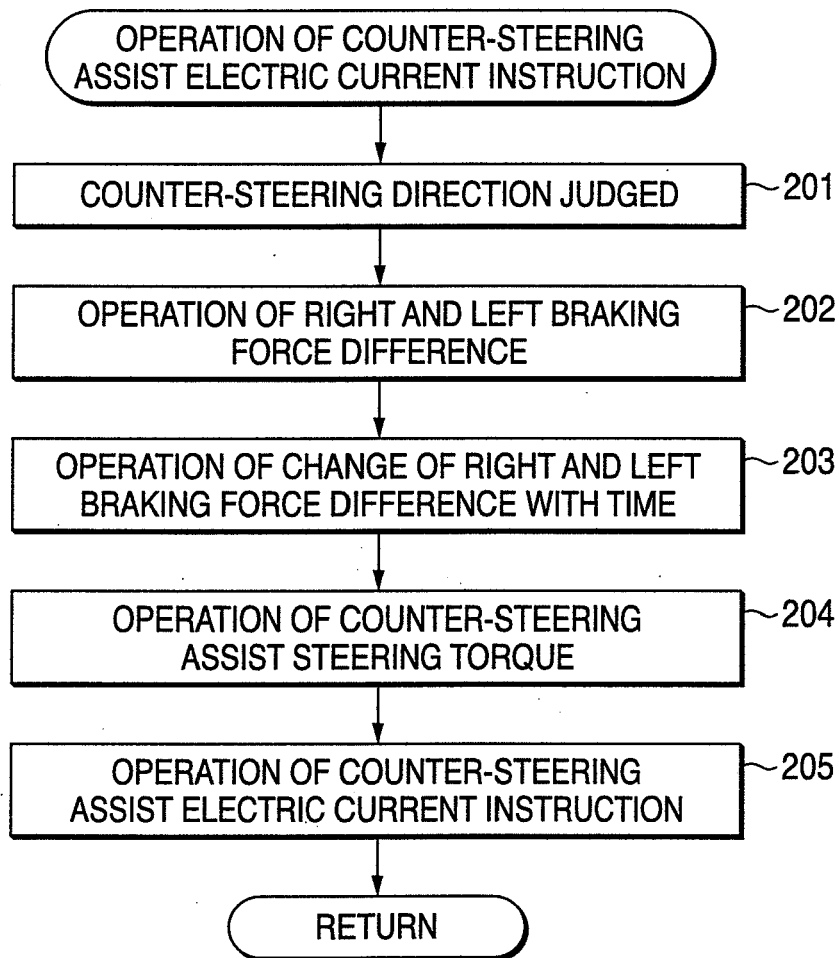 OPERATION OF COUNTER-STEERING
ASSIST ELECTRIC CURRENT INSTRUCTION
COUNTER-STEERING DIRECTION JUDGED
201
OPERATION OF RIGHT AND LEFT BRAKING
FORCE DIFFERENCE
202
OPERATION OF CHANGE OF RIGHT AND LEFT
BRAKING FORCE DIFFERENCE WITH TIME
203
OPERATION OF COUNTER-STEERING
ASSIST STEERING TORQUE
204
OPERATION OF COUNTER-STEERING
ASSIST ELECTRIC CURRENT INSTRUCTION
205
RETURN